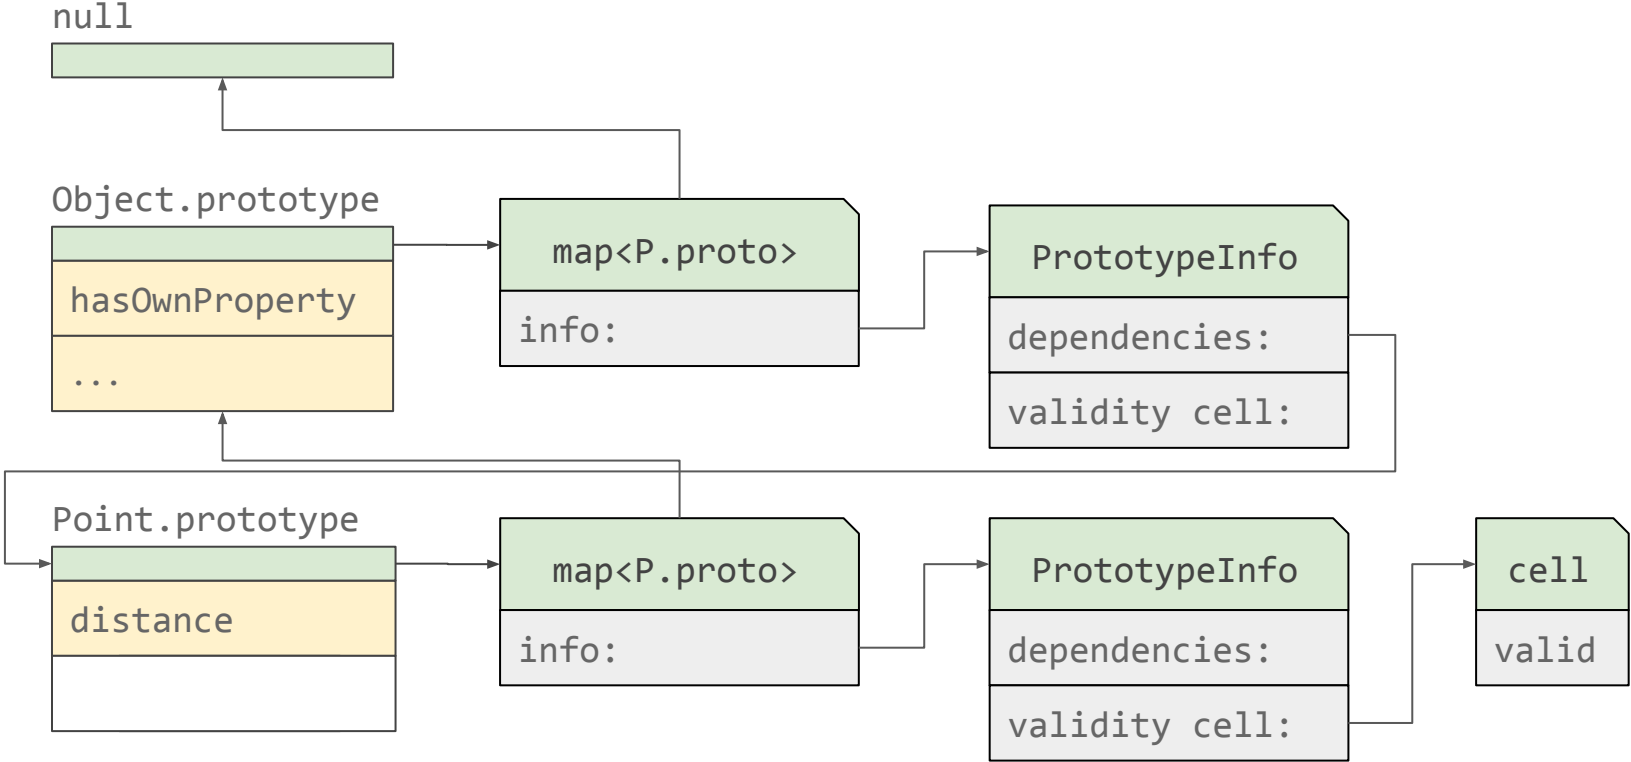 null
Object.prototype
hasOwnProperty
...
map<P.proto>
info:
PrototypeInfo
dependencies:
validity cell:
Point.prototype
distance
map<P.proto>
info:
PrototypeInfo
dependencies:
validity cell:
cell
valid